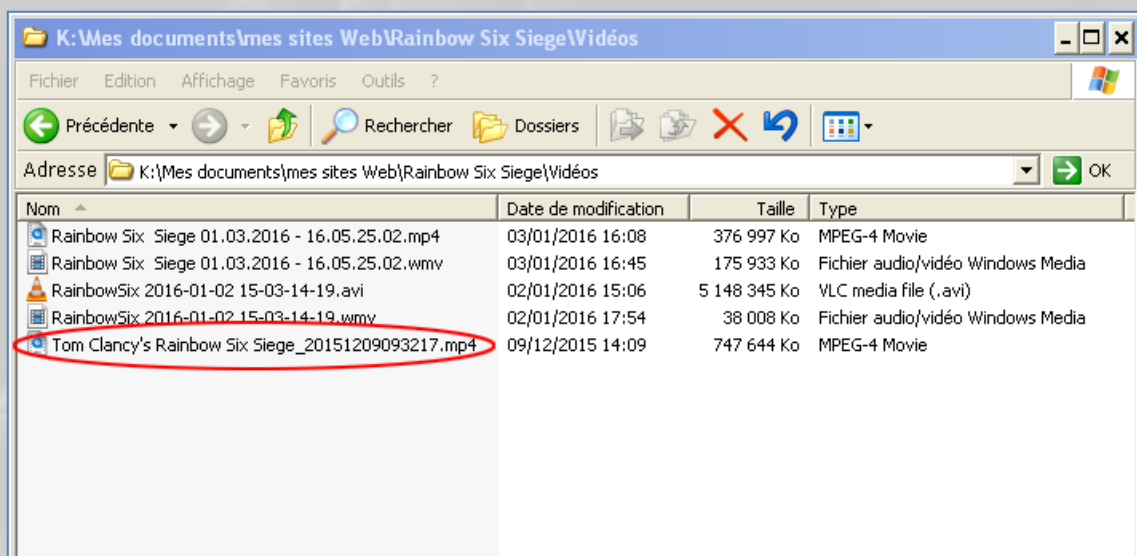 K:\Mes documents\mes sites Web\Rainbow Six Siege\Vidéos
Fichier Edition Affichage Favoris Outils ?
Précédente Rechercher Dossiers
Adresse K:\Mes documents\mes sites Web\Rainbow Six Siege\Vidéos OK
Nom Date de modification Taille Type
Rainbow Six  Siege 01.03.2016 - 16.05.25.02.mp4 03/01/2016 16:08 376 997 Ko MPEG-4 Movie
Rainbow Six  Siege 01.03.2016 - 16.05.25.02.wmv 03/01/2016 16:45 175 933 Ko Fichier audio/vidéo Windows Media
RainbowSix 2016-01-02 15-03-14-19.avi 02/01/2016 15:06 5 148 345 Ko VLC media file (.avi)
RainbowSix 2016-01-02 15-03-14-19.wmv 02/01/2016 17:54 38 008 Ko Fichier audio/vidéo Windows Media
Tom Clancy's Rainbow Six Siege_20151209093217.mp4 09/12/2015 14:09 747 644 Ko MPEG-4 Movie